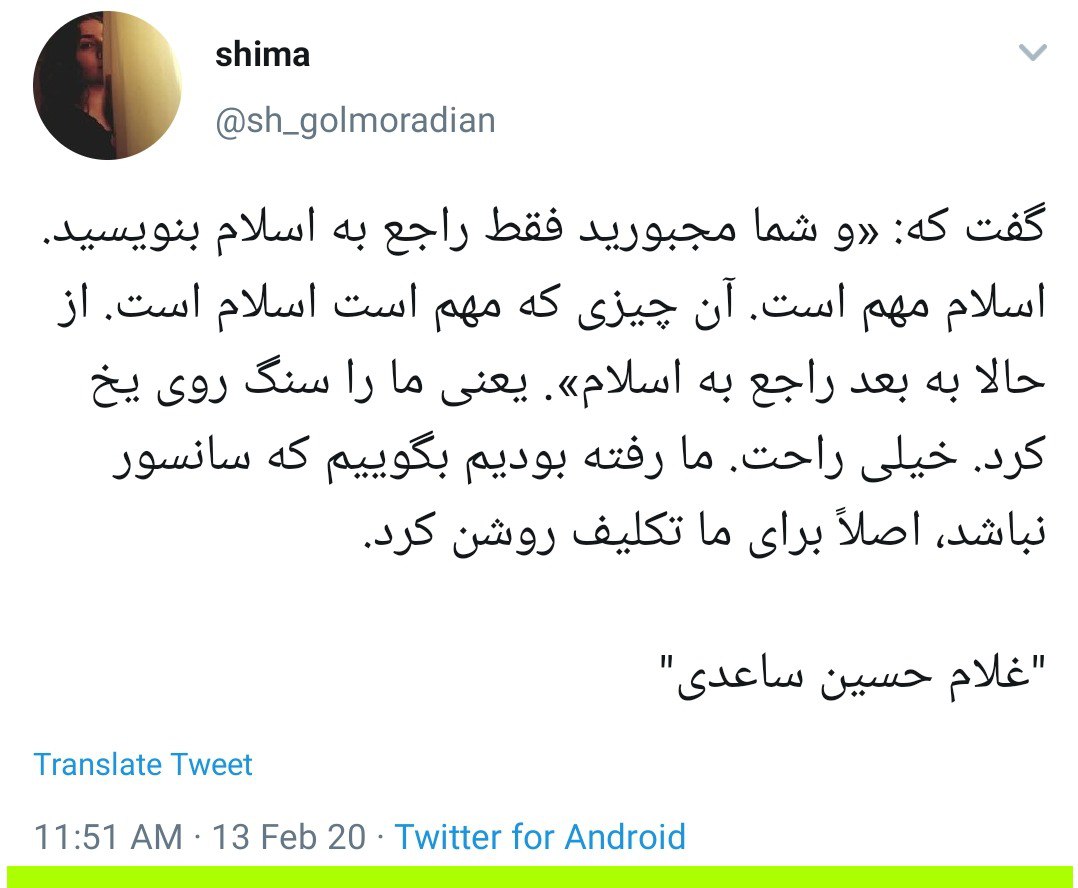 shima
@sh_golmoradian
گفت که: «و شما مجبورید فقط راجع به اسلام بنویسید.
اسلام مهم است. آن چیزی که مهم است اسلام است. از
حالا به بعد راجع به اسلام». یعنی ما را سنگ روی یخ
کرد. خیلی راحت. ما رفته بودیم بگوییم که سانسور
نباشد، اصلاً برای ما تکلیف روشن کرد.
"غلام حسین ساعدی"
Translate Tweet
11:51 AM · 13 Feb 20 · Twitter for Android